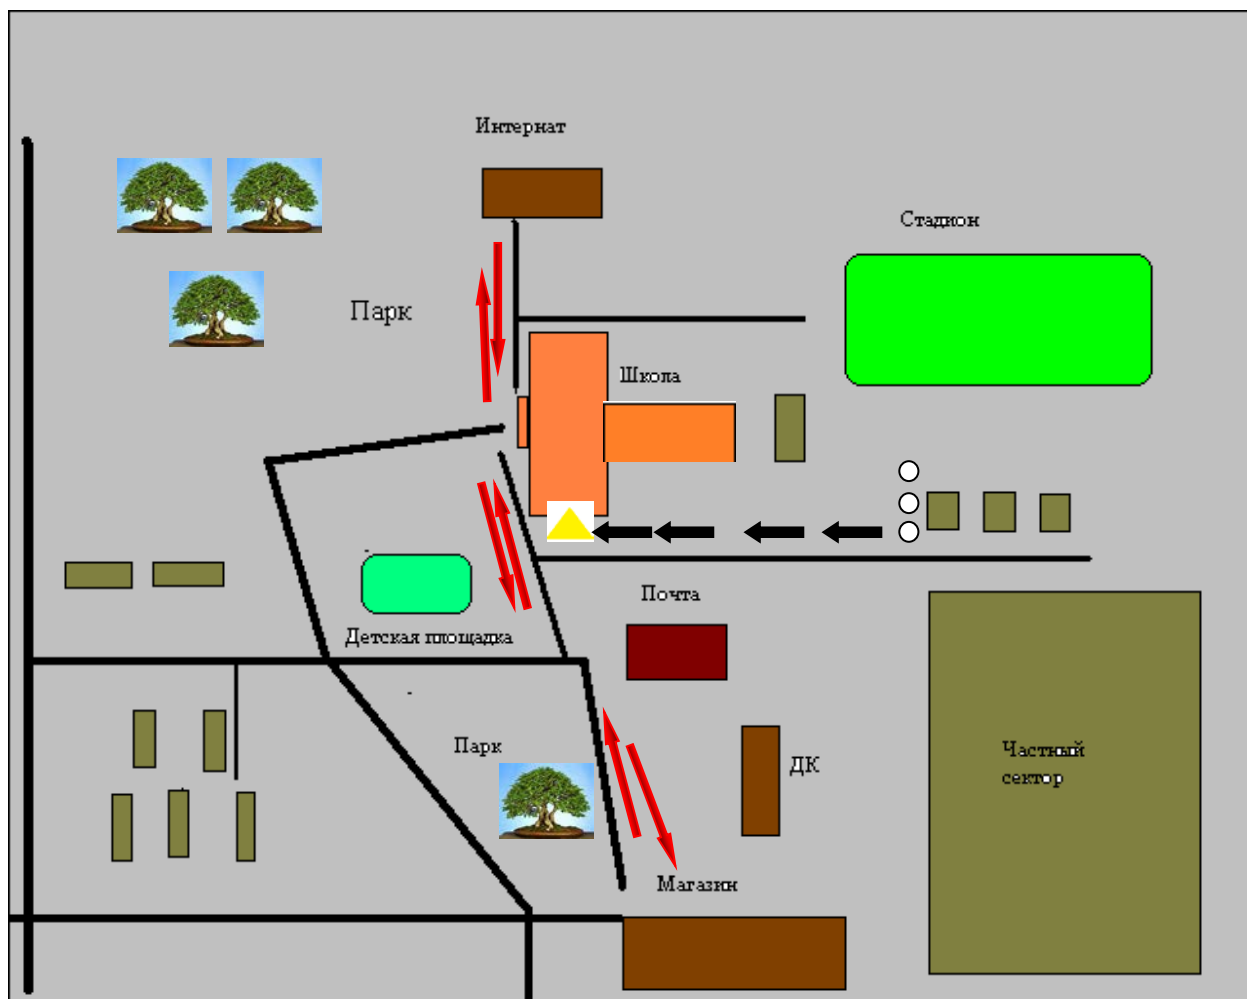 Интернат
Стадион
Парк
Школа
Почта
Детская площадка
Парк
ДК
Частный
сектор
Магазин